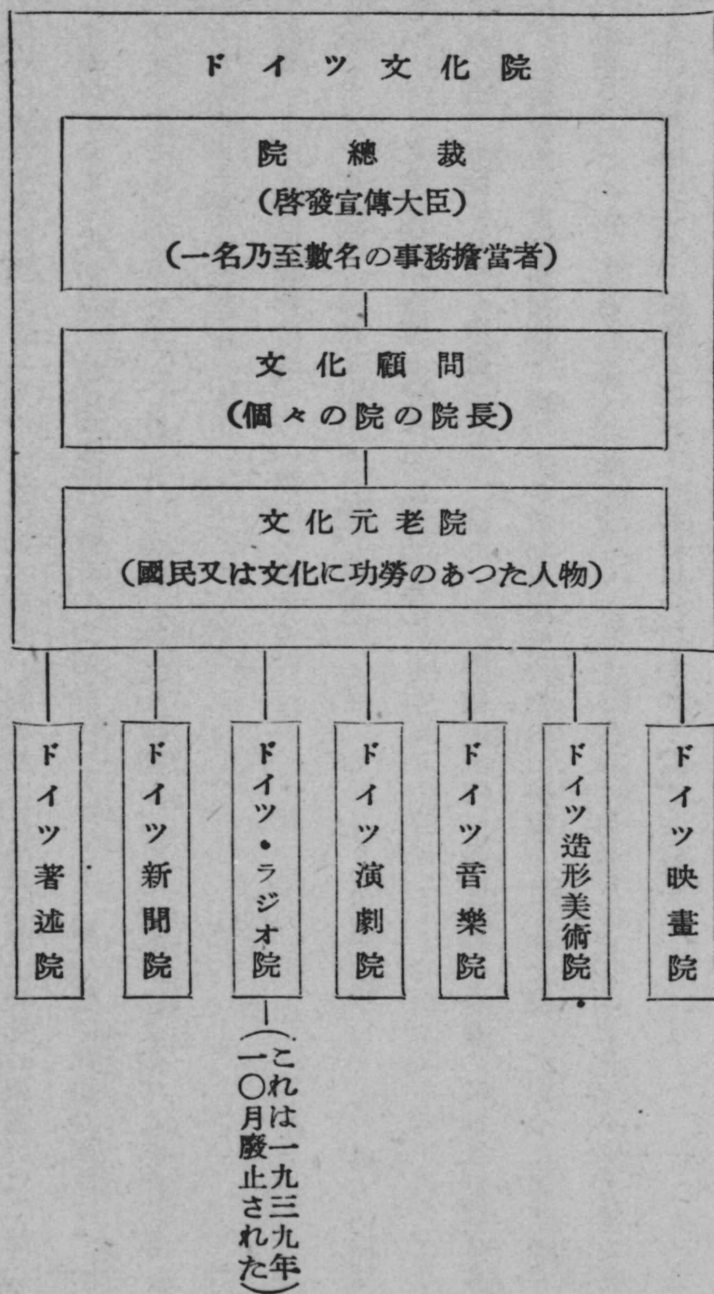 ドイツ文化院
院總裁
(啓發宣傳大臣)
(一名乃至數名の事務擔當者)
文化顧問
(個々の院の院長)
文化元老院
(國民又は文化に功勞のあつた人物)
ドイツ映畫院
ドイツ造形美術院
ドイツ音樂院
ドイツ演劇院
ドイツ・ラジオ院
(これは一九三九年
一〇月廢止された)
ドイツ新聞院
ドイツ著述院